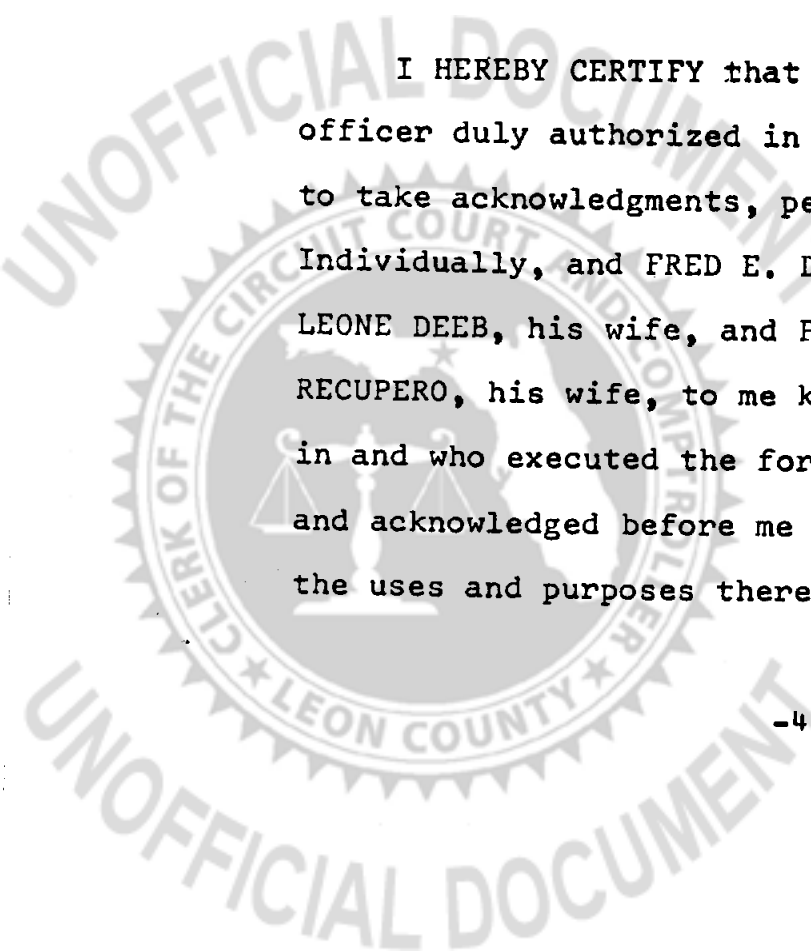 UNOFFICIAL DOCUMENT
CLERK OF THE CIRCUIT COURT AND COMPTROLLER
★ LEON COUNTY ★
UNOFFICIAL DOCUMENT
I HEREBY CERTIFY that
officer duly authorized in
to take acknowledgments, pe
Individually, and FRED E. D
LEONE DEEB, his wife, and
RECUPERO, his wife, to me k
in and who executed the for
and acknowledged before me
the uses and purposes there
-4